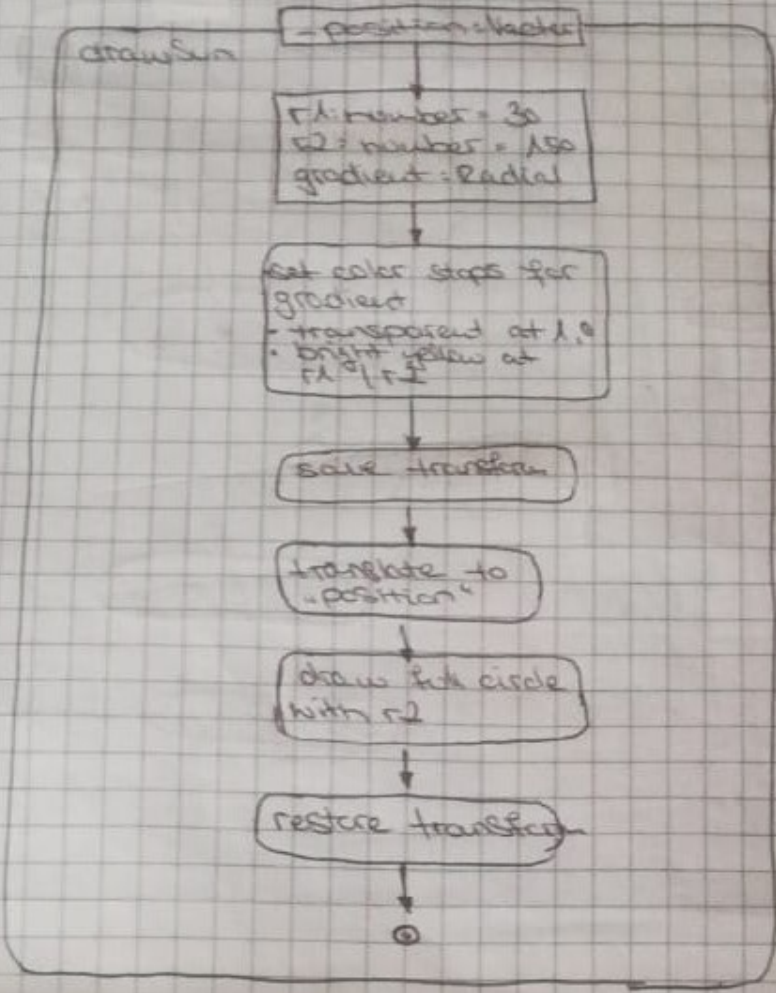 - position: Vector
drawSun
r1: number = 30
r2: number = 150
gradient: Radial
set color stops for
gradient
- transparent at 1.0
- bright yellow at
r1 / r2
save transform
translate to
„position“
draw full circle
with r2
restore transform